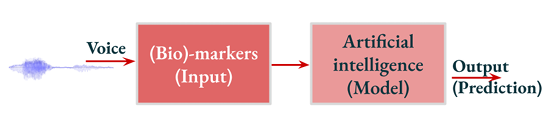 Voice
(Bio)-markers
(Input)
Artificial
intelligence
(Model)
Output
(Prediction)